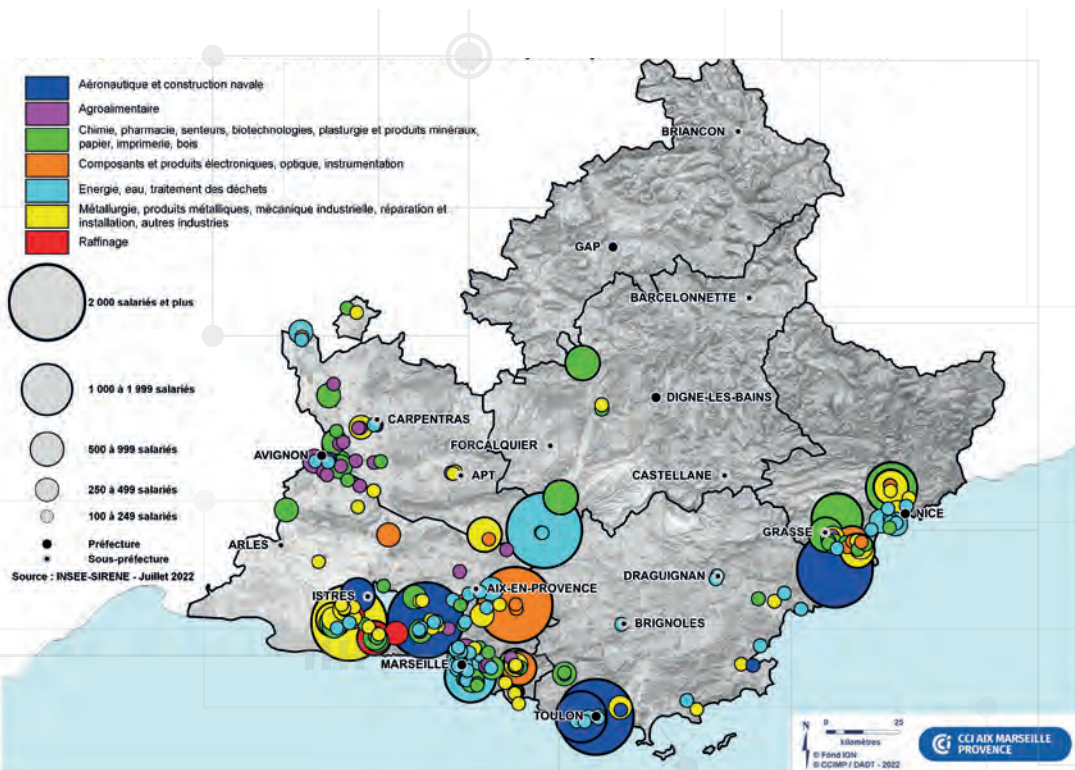 Aéronautique et construction navale
Agroalimentaire
Chimie, pharmacie, senteurs, biotechnologies, plasturgie et produits minéraux,
papier, imprimerie, bois
Composants et produits électroniques, optique, instrumentation
Energie, eau, traitement des déchets
Métallurgie, produits métalliques, mécanique industrielle, réparation et
installation, autres industries
Raffinage
2 000 salariés et plus
1 000 à 1 999 salariés
500 à 999 salariés
250 à 499 salariés
100 à 249 salariés
Préfecture
Sous-préfecture
Source : INSEE-SIRENE - Juillet 2022
BRIANCON
GAP
BARCELONNETTE
DIGNE-LES-BAINS
CARPENTRAS
FORCALQUIER
AVIGNON
APT
CASTELLANE
NICE
GRASSE
ARLES
DRAGUIGNAN
ISTRES
AIX-EN-PROVENCE
BRIGNOLES
MARSEILLE
TOULON
N
0 25
kilomètres
© Fond IGN
© CCIMP / DADT - 2022
CCI AIX MARSEILLE
PROVENCE